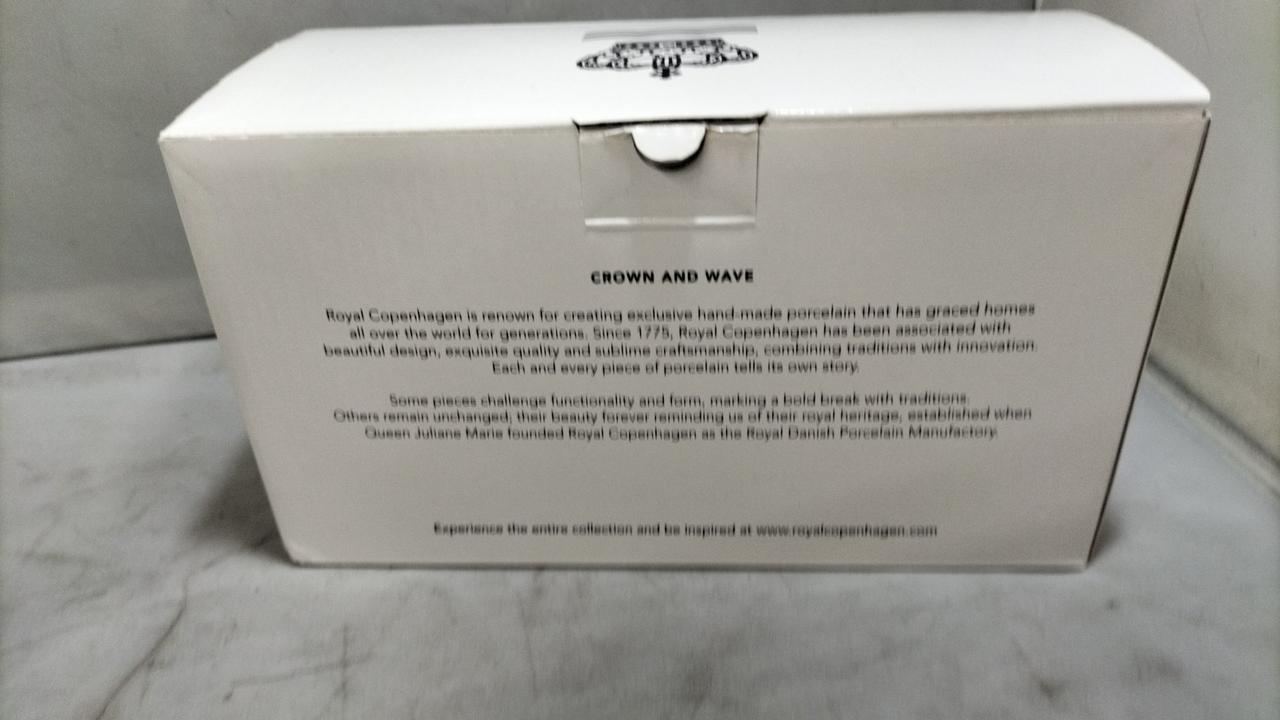 CROWN AND WAVE
Royal Copenhagen is renown for creating exclusive hand-made porcelain that has graced homes
all over the world for generations. Since 1775, Royal Copenhagen has been associated with
beautiful design, exquisite quality and sublime craftsmanship, combining traditions with innovation.
Each and every piece of porcelain tells its own story.
Some pieces challenge functionality and form, marking a bold break with traditions.
Others remain unchanged; their beauty forever reminding us of their royal heritage, established when
Queen Juliane Marie founded Royal Copenhagen as the Royal Danish Porcelain Manufactory.
Experience the entire collection and be inspired at www.royalcopenhagen.com